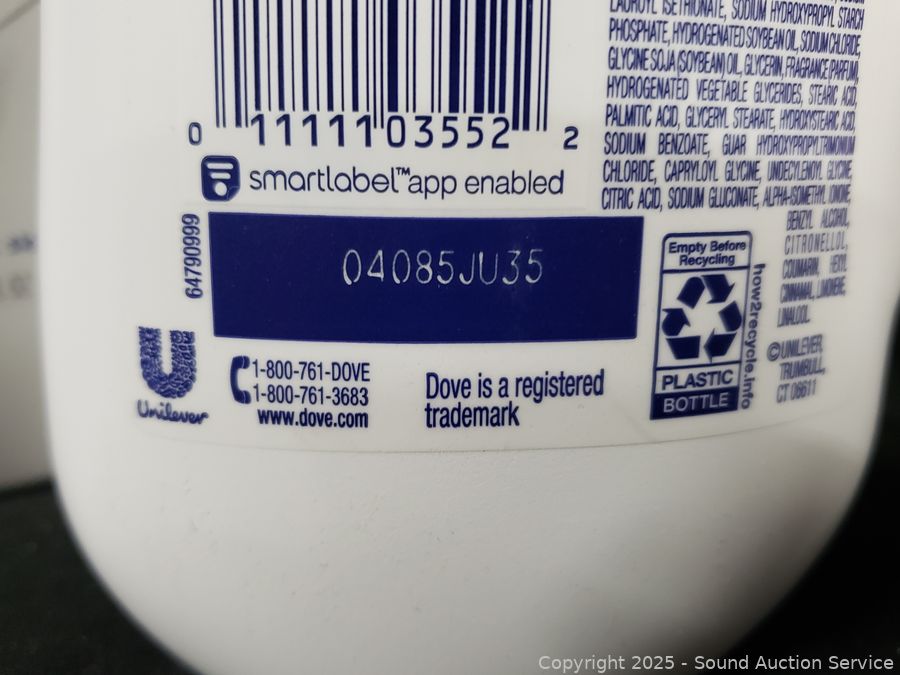 LAUROYL ISETHIONATE, SODIUM HYDROXYPROPYL STARCH
PHOSPHATE, HYDROGENATED SOYBEAN OIL, SODIUM CHLORIDE,
GLYCINE SOJA (SOYBEAN) OIL, GLYCERIN, FRAGRANCE (PARFUM),
HYDROGENATED VEGETABLE GLYCERIDES, STEARIC ACID,
PALMITIC ACID, GLYCERYL STEARATE, HYDROXYSTEARIC ACID,
SODIUM BENZOATE, GUAR HYDROXYPROPYLTRIMONIUM
CHLORIDE, CAPRYLOYL GLYCINE, UNDECYLENOYL GLYCINE,
CITRIC ACID, SODIUM GLUCONATE, ALPHA-ISOMETHYL IONONE,
BENZYL ALCOHOL,
CITRONELLOL,
COUMARIN, HEXYL
CINNAMAL, LIMONENE,
LINALOOL.
0 11111 03552 2
smartlabel™ app enabled
64790999
04085JU35
Empty Before
Recycling
PLASTIC
BOTTLE
how2recycle.info
©UNILEVER,
TRUMBULL,
CT 06611
Unilever
1-800-761-DOVE
1-800-761-3683
www.dove.com
Dove is a registered
trademark
Copyright 2025 - Sound Auction Service